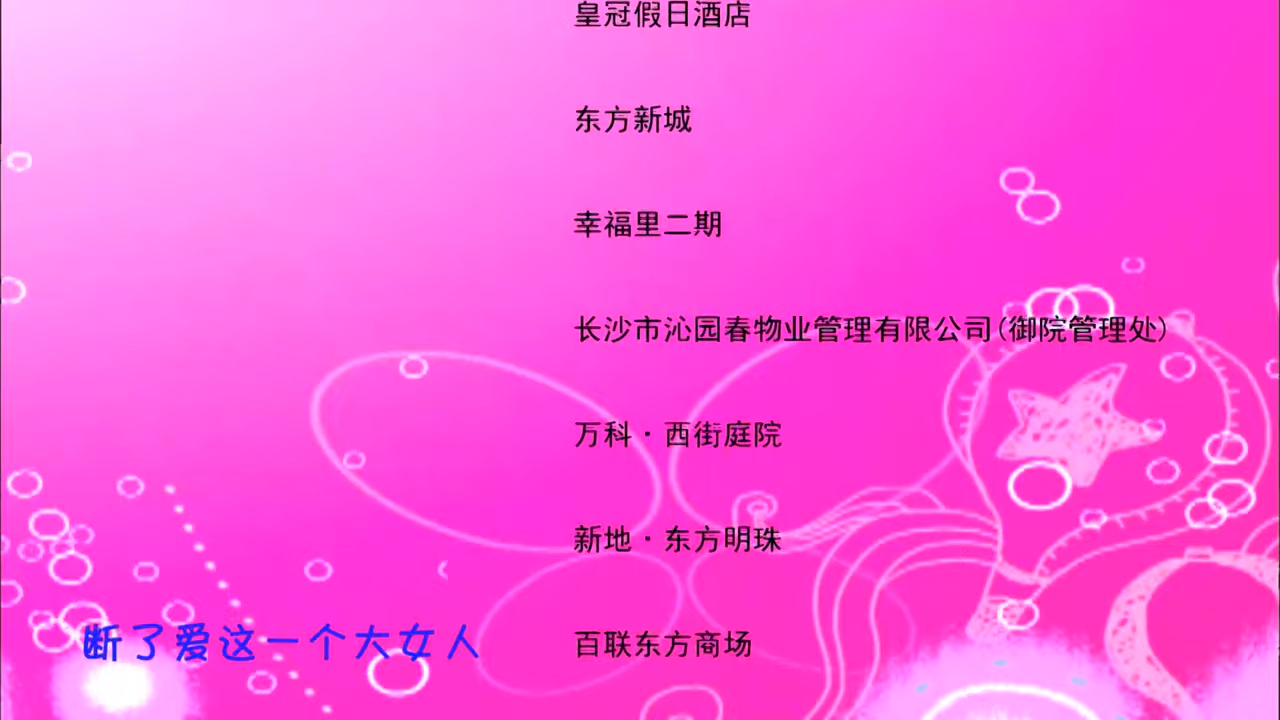 皇冠假日酒店
东方新城
幸福里二期
长沙市沁园春物业管理有限公司(御院管理处)
万科·西街庭院
新地·东方明珠
断了爱这一个大女人
百联东方商场